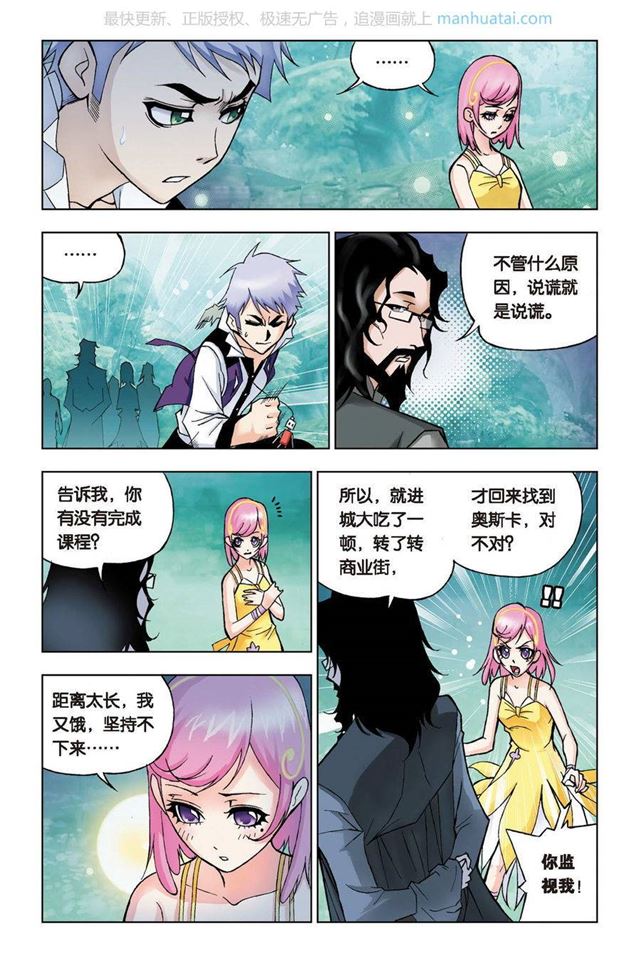 最快更新、正版授权、极速无广告，追漫画就上 manhuatai.com
……
……
不管什么原
因，说谎就
是说谎。
告诉我，你
有没有完成
课程？
距离太长，我
又饿，坚持不
下来……
所以，就进
城大吃了一
顿，转了转
商业街，
才回来找到
奥斯卡，对
不对？
!!
你监
视我！